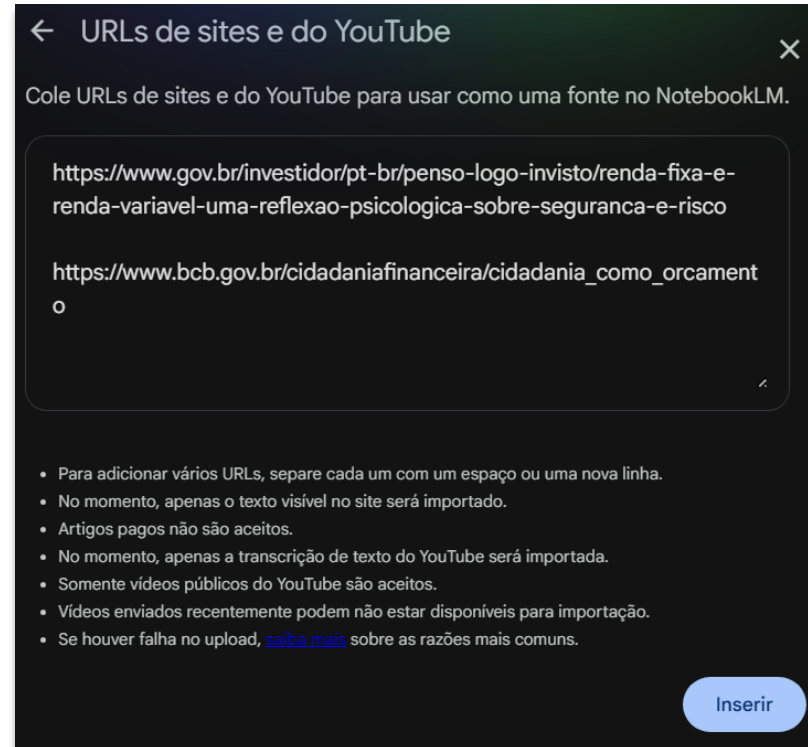 ← URLs de sites e do YouTube
Cole URLs de sites e do YouTube para usar como uma fonte no NotebookLM.
https://www.gov.br/investidor/pt-br/penso-logo-invisto/renda-fixa-e-
renda-variavel-uma-reflexao-psicologica-sobre-seguranca-e-risco
https://www.bcb.gov.br/cidadaniafinanceira/cidadania_como_orcament
o
• Para adicionar vários URLs, separe cada um com um espaço ou uma nova linha.
• No momento, apenas o texto visível no site será importado.
• Artigos pagos não são aceitos.
• No momento, apenas a transcrição de texto do YouTube será importada.
• Somente vídeos públicos do YouTube são aceitos.
• Vídeos enviados recentemente podem não estar disponíveis para importação.
• Se houver falha no upload, saiba mais sobre as razões mais comuns.
Inserir